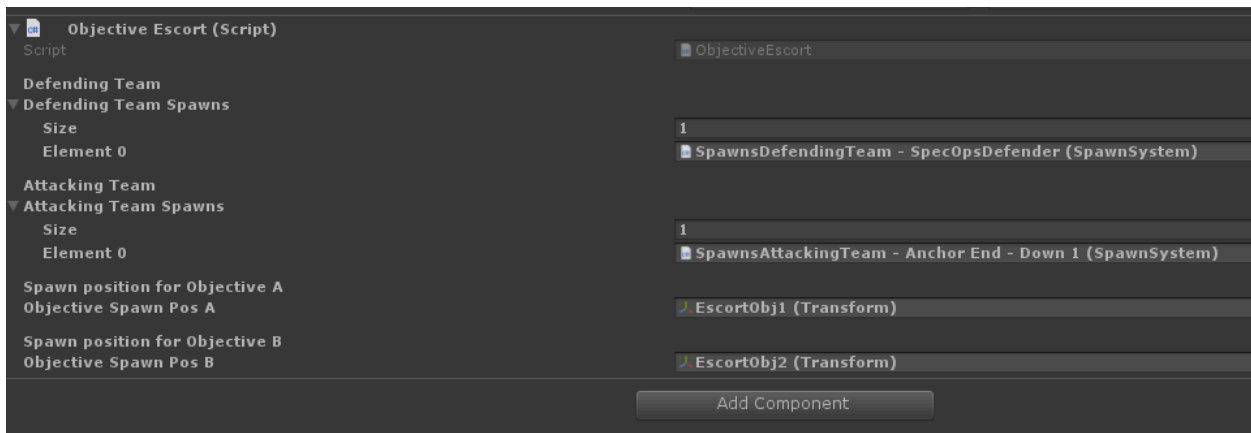 Objective Escort (Script)
Script ObjectiveEscort
Defending Team
Defending Team Spawns
Size 1
Element 0 SpawnsDefendingTeam - SpecOpsDefender (SpawnSystem)
Attacking Team
Attacking Team Spawns
Size 1
Element 0 SpawnsAttackingTeam - Anchor End - Down 1 (SpawnSystem)
Spawn position for Objective A
Objective Spawn Pos A EscortObj1 (Transform)
Spawn position for Objective B
Objective Spawn Pos B EscortObj2 (Transform)
Add Component